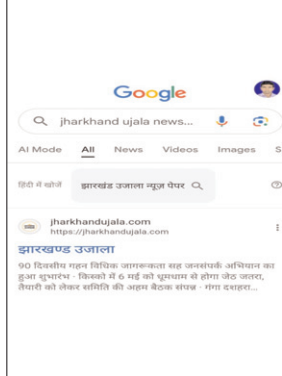 Google
jharkhand ujala news...
AI Mode All News Videos Images S
हिंदी में खोजें झारखंड उजाला न्यूज़ पेपर
jharkhandujala.com
https://jharkhandujala.com
झारखण्ड उजाला
90 दिवसीय गहन विधिक जागरूकता सह जनसंपर्क अभियान का
हुआ शुभारंभ · किस्को में 6 मई को धूमधाम से होगा जेठ जतरा,
तैयारी को लेकर समिति की अहम बैठक संपन्न · गंगा दशहरा...